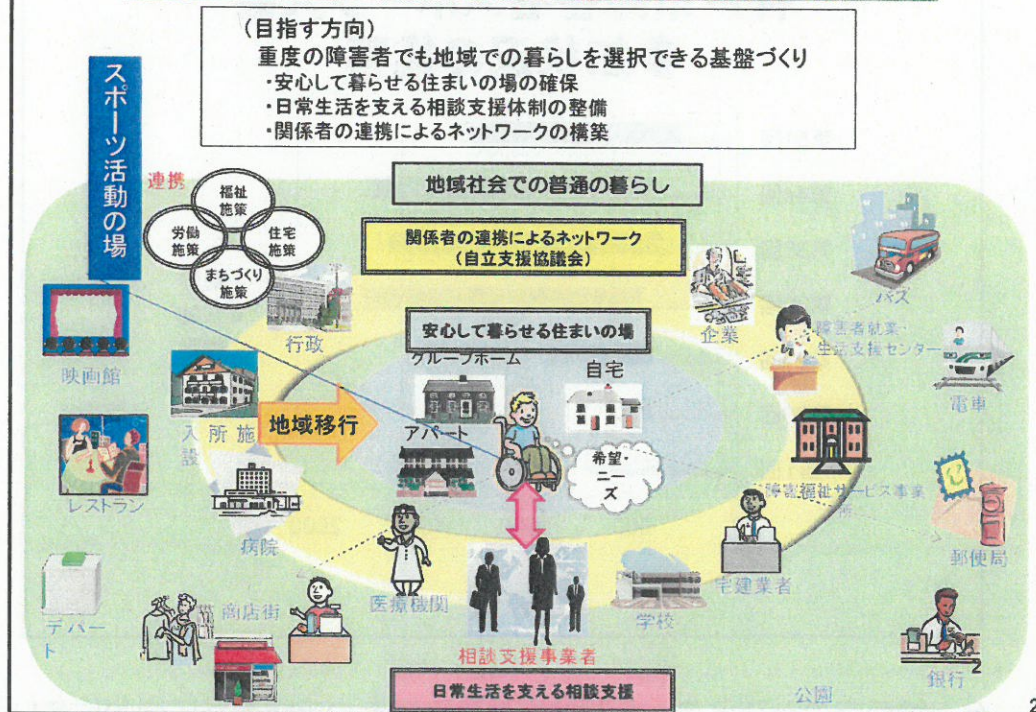 (目指す方向)
重度の障害者でも地域での暮らしを選択できる基盤づくり
・安心して暮らせる住まいの場の確保
・日常生活を支える相談支援体制の整備
・関係者の連携によるネットワークの構築
スポーツ活動の場
連携
福祉
施策
労働
施策
住宅
施策
まちづくり
施策
地域社会での普通の暮らし
関係者の連携によるネットワーク
(自立支援協議会)
安心して暮らせる住まいの場
行政
企業
バス
障害者就業・
生活支援センター
映画館
グループホーム
自宅
電車
入所施
設
地域移行
アパート
希望・
ニー
ズ
レストラン
病院
障害福祉サービス事業
所
郵便局
医療機関
宅建業者
学校
デパー
ト
商店街
相談支援事業者
銀行
2
日常生活を支える相談支援
公園
2